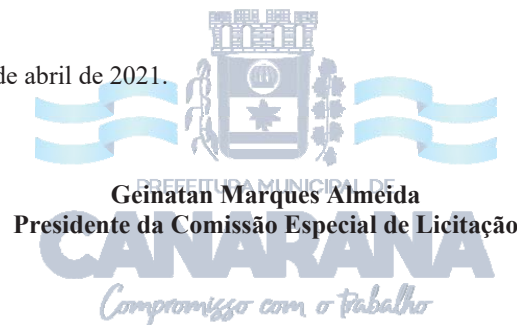 de abril de 2021.
PREFEITURA MUNICIPAL DE
Geinatan Marques Almeida
Presidente da Comissão Especial de Licitação
CANARANA
Compromisso com o trabalho